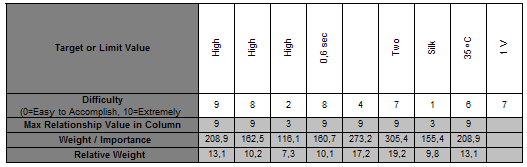 Target or Limit Value High High High 0,6 sec Two Silk 35 ºC 1 V
Difficulty
(0=Easy to Accomplish, 10=Extremely 9 8 2 8 4 7 1 6 7
Max Relationship Value in Column 9 9 3 9 9 9 3 9
Weight / Importance 208,9 162,5 116,1 160,7 273,2 305,4 155,4 208,9
Relative Weight 13,1 10,2 7,3 10,1 17,2 19,2 9,8 13,1